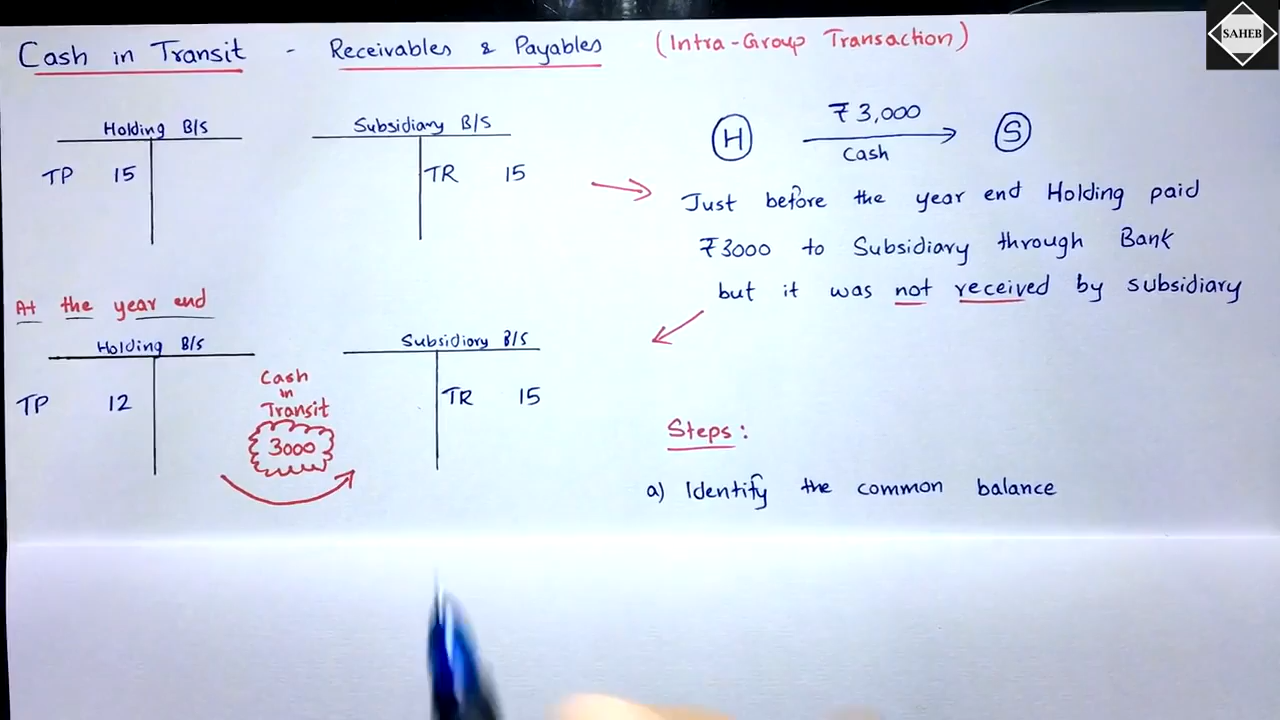 Cash in Transit - Receivables & Payables (Intra-Group Transaction)
SAHEB
Holding B/S
TP 15
Subsidiary B/S
TR 15
H ₹3,000 Cash S
Just before the year end Holding paid
₹3000 to Subsidiary through Bank
but it was not received by subsidiary
At the year end
Holding B/S
TP 12
Cash
in
Transit
3000
Subsidiary B/S
TR 15
Steps:
a) Identify the common balance